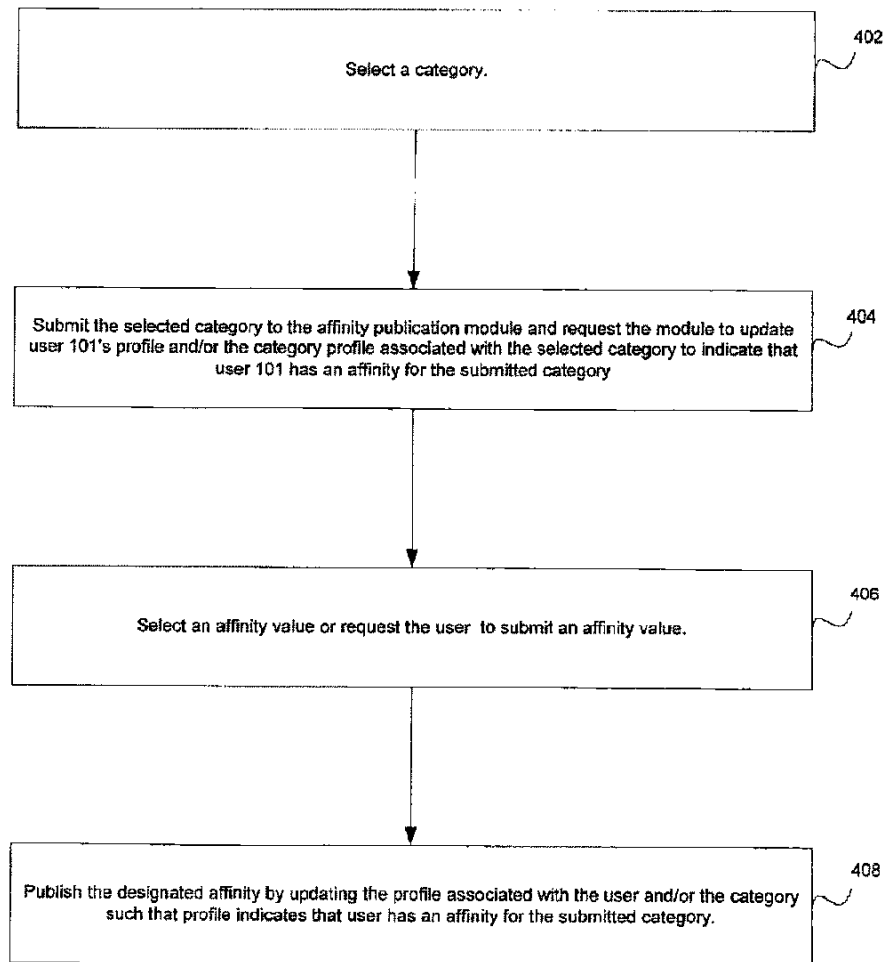 402
Select a category.
404
Submit the selected category to the affinity publication module and request the module to update
user 101's profile and/or the category profile associated with the selected category to indicate that
user 101 has an affinity for the submitted category
406
Select an affinity value or request the user to submit an affinity value.
408
Publish the designated affinity by updating the profile associated with the user and/or the category
such that profile indicates that user has an affinity for the submitted category.